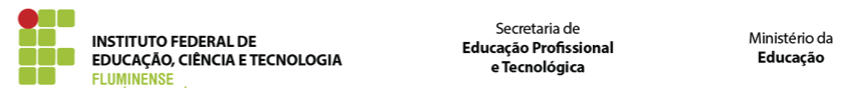 INSTITUTO FEDERAL DE
EDUCAÇÃO, CIÊNCIA E TECNOLOGIA
FLUMINENSE
Secretaria de
Educação Profissional
e Tecnológica
Ministério da
Educação